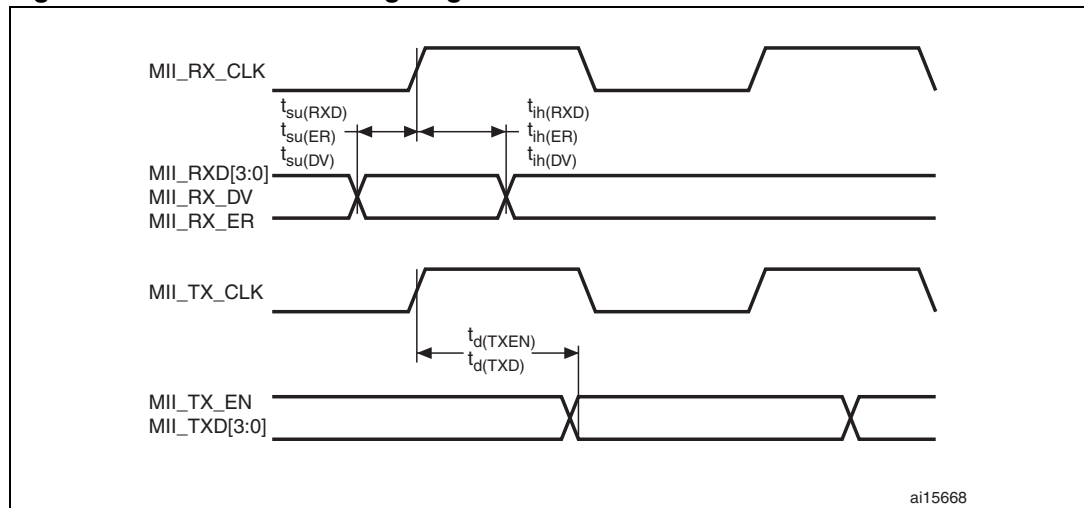 MII_RX_CLK
t_su(RXD)
t_su(ER)
t_su(DV)
t_ih(RXD)
t_ih(ER)
t_ih(DV)
MII_RXD[3:0]
MII_RX_DV
MII_RX_ER
MII_TX_CLK
t_d(TXEN)
t_d(TXD)
MII_TX_EN
MII_TXD[3:0]
ai15668